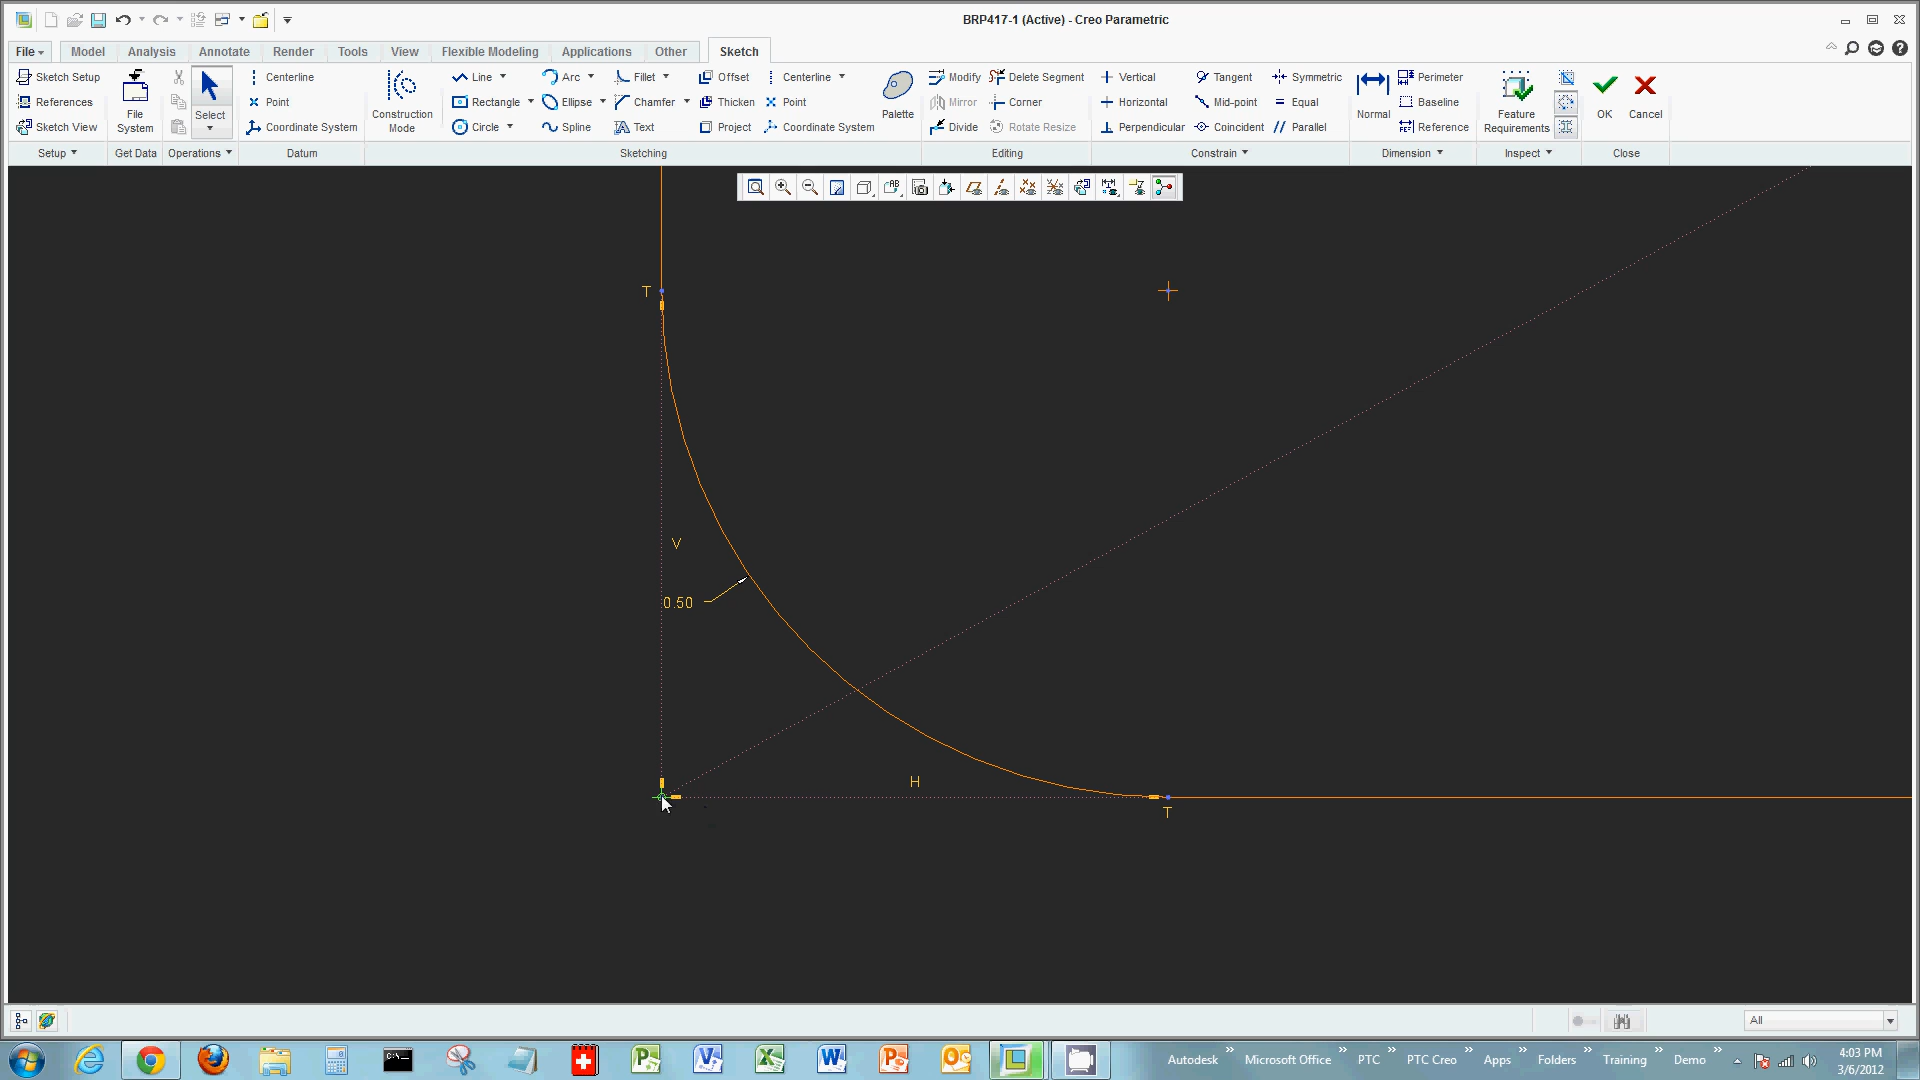 BRP417-1 (Active) - Creo Parametric
File Model Analysis Annotate Render Tools View Flexible Modeling Applications Other Sketch
Sketch Setup Centerline Line Arc Fillet Offset Centerline Modify Delete Segment Vertical Tangent Symmetric Perimeter
References File System Select Point Construction Mode Rectangle Ellipse Chamfer Thicken Point Palette Mirror Corner Horizontal Mid-point Equal Normal Baseline Feature Requirements OK Cancel
Sketch View Coordinate System Circle Spline Text Project Coordinate System Divide Rotate Resize Perpendicular Coincident Parallel Reference
Setup Get Data Operations Datum Sketching Editing Constrain Dimension Inspect Close
T
V
0.50
H
T
All
Autodesk Microsoft Office PTC PTC Creo Apps Folders Training Demo
4:03 PM
3/6/2012